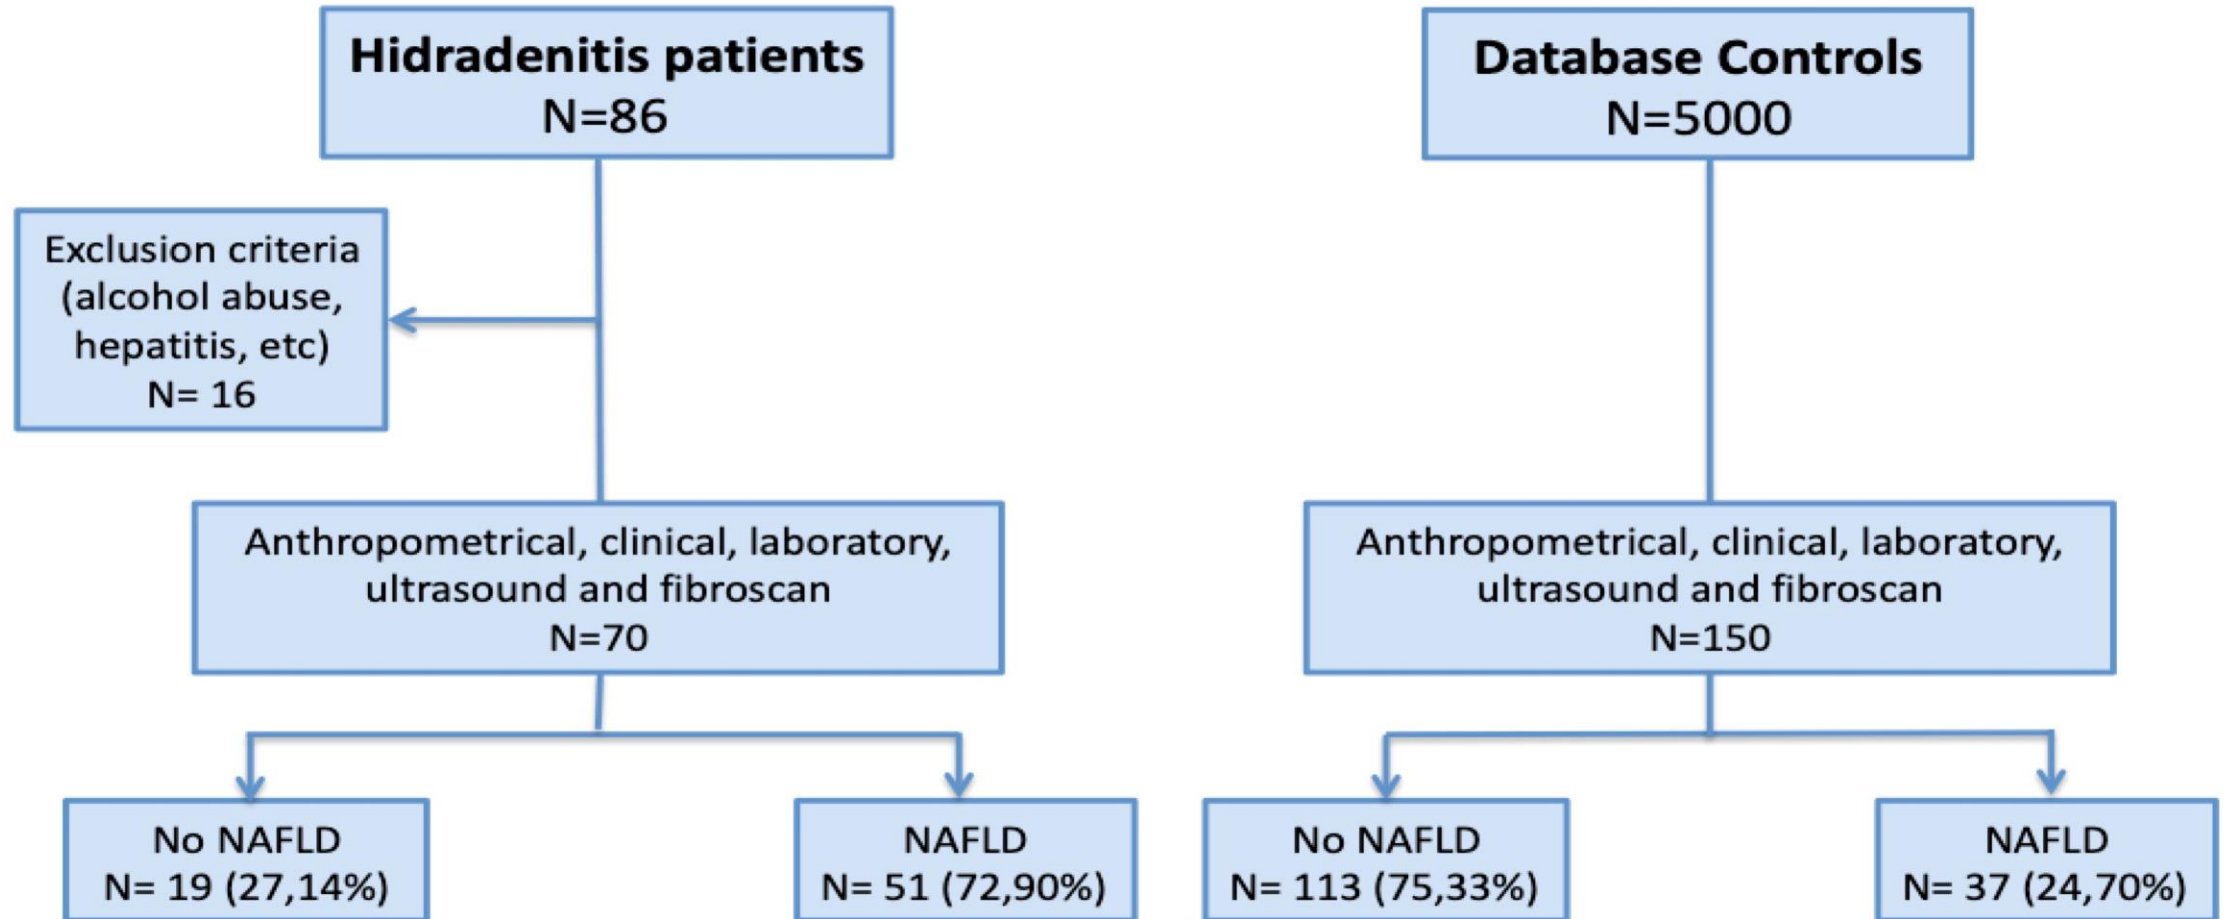 Hidradenitis patients
N=86
Database Controls
N=5000
Exclusion criteria
(alcohol abuse,
hepatitis, etc)
N= 16
Anthropometrical, clinical, laboratory,
ultrasound and fibroscan
N=70
Anthropometrical, clinical, laboratory,
ultrasound and fibroscan
N=150
No NAFLD
N= 19 (27,14%)
NAFLD
N= 51 (72,90%)
No NAFLD
N= 113 (75,33%)
NAFLD
N= 37 (24,70%)